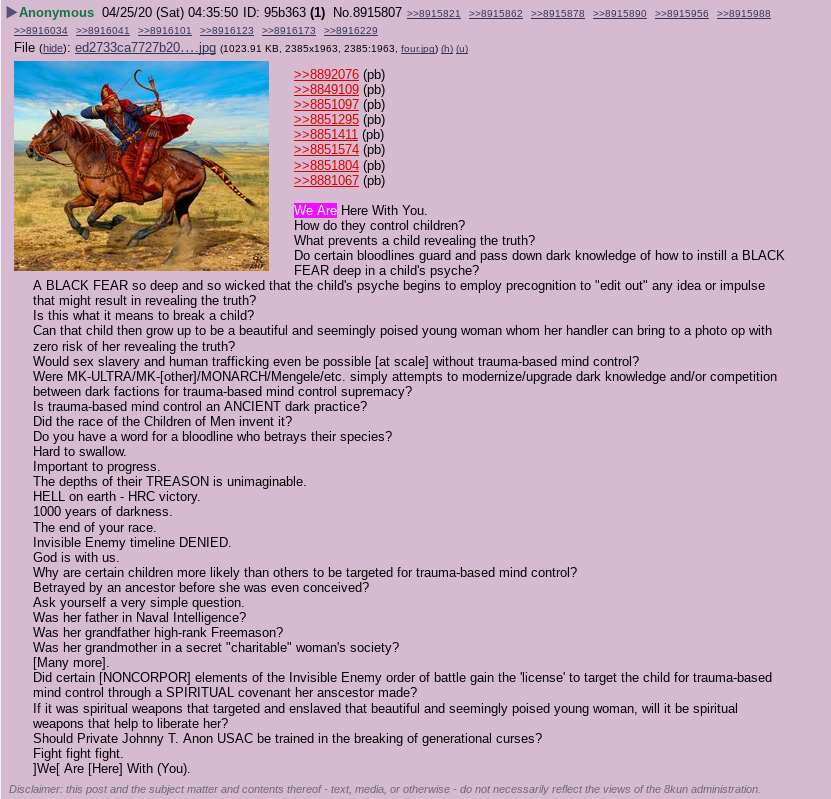 ▶Anonymous 04/25/20 (Sat) 04:35:50 ID: 95b363 (1) No.8915807 >>8915821 >>8915862 >>8915878 >>8915890 >>8915956 >>8915988
>>8916034 >>8916041 >>8916101 >>8916123 >>8916173 >>8916229
File (hide): ed2733ca7727b20….jpg (1023.91 KB, 2385x1963, 2385:1963, four.jpg) (h) (u)
>>8892076 (pb)
>>8849109 (pb)
>>8851097 (pb)
>>8851295 (pb)
>>8851411 (pb)
>>8851574 (pb)
>>8851804 (pb)
>>8881067 (pb)
We Are Here With You.
How do they control children?
What prevents a child revealing the truth?
Do certain bloodlines guard and pass down dark knowledge of how to instill a BLACK
FEAR deep in a child's psyche?
A BLACK FEAR so deep and so wicked that the child's psyche begins to employ precognition to "edit out" any idea or impulse
that might result in revealing the truth?
Is this what it means to break a child?
Can that child then grow up to be a beautiful and seemingly poised young woman whom her handler can bring to a photo op with
zero risk of her revealing the truth?
Would sex slavery and human trafficking even be possible [at scale] without trauma-based mind control?
Were MK-ULTRA/MK-[other]/MONARCH/Mengele/etc. simply attempts to modernize/upgrade dark knowledge and/or competition
between dark factions for trauma-based mind control supremacy?
Is trauma-based mind control an ANCIENT dark practice?
Did the race of the Children of Men invent it?
Do you have a word for a bloodline who betrays their species?
Hard to swallow.
Important to progress.
The depths of their TREASON is unimaginable.
HELL on earth - HRC victory.
1000 years of darkness.
The end of your race.
Invisible Enemy timeline DENIED.
God is with us.
Why are certain children more likely than others to be targeted for trauma-based mind control?
Betrayed by an ancestor before she was even conceived?
Ask yourself a very simple question.
Was her father in Naval Intelligence?
Was her grandfather high-rank Freemason?
Was her grandmother in a secret "charitable" woman's society?
[Many more].
Did certain [NONCORPOR] elements of the Invisible Enemy order of battle gain the 'license' to target the child for trauma-based
mind control through a SPIRITUAL covenant her anscestor made?
If it was spiritual weapons that targeted and enslaved that beautiful and seemingly poised young woman, will it be spiritual
weapons that help to liberate her?
Should Private Johnny T. Anon USAC be trained in the breaking of generational curses?
Fight fight fight.
]We[ Are [Here] With (You).
Disclaimer: this post and the subject matter and contents thereof - text, media, or otherwise - do not necessarily reflect the views of the 8kun administration.